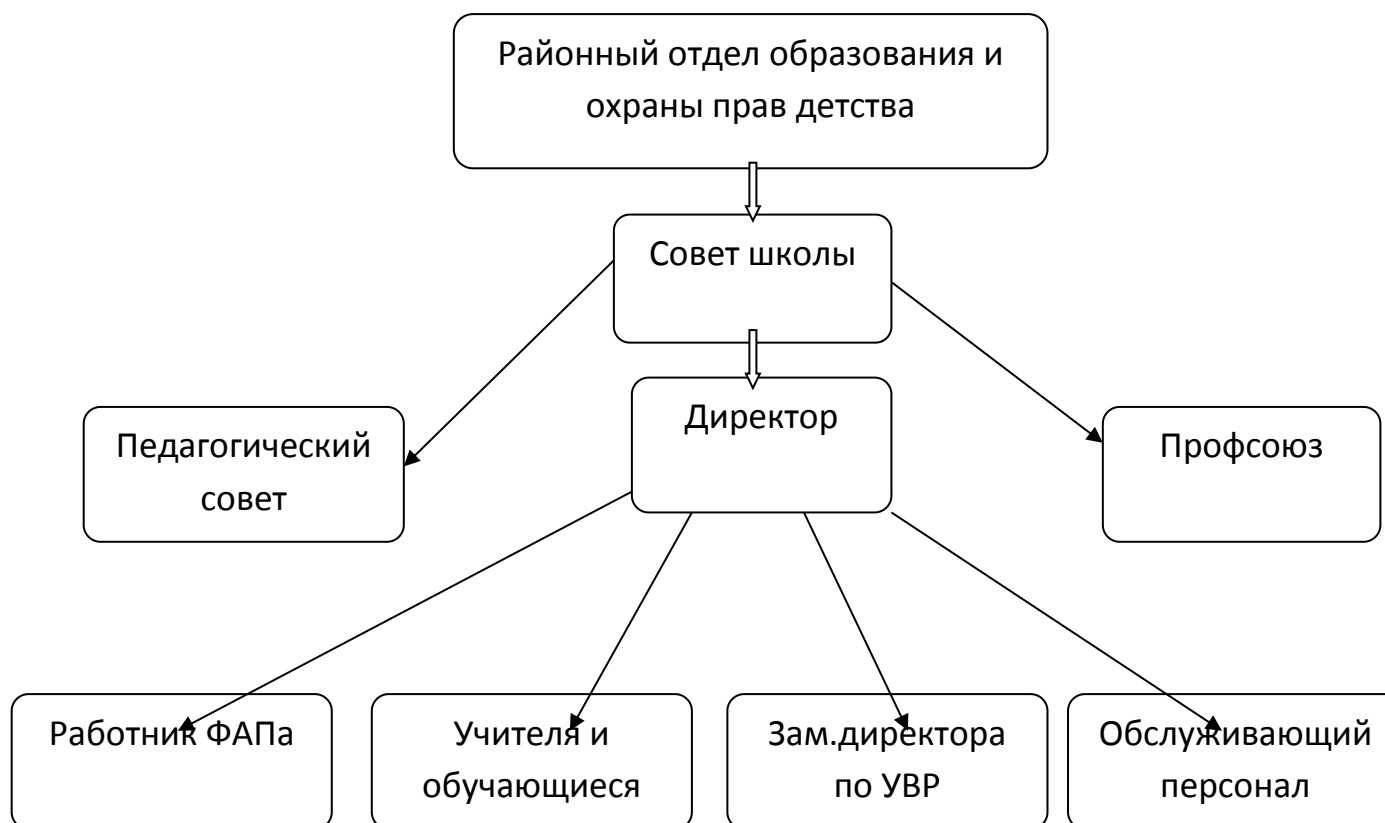 Районный отдел образования и
охраны прав детства
Совет школы
Директор
Педагогический
совет
Профсоюз
Работник ФАПа
Учителя и
обучающиеся
Зам.директора
по УВР
Обслуживающий
персонал